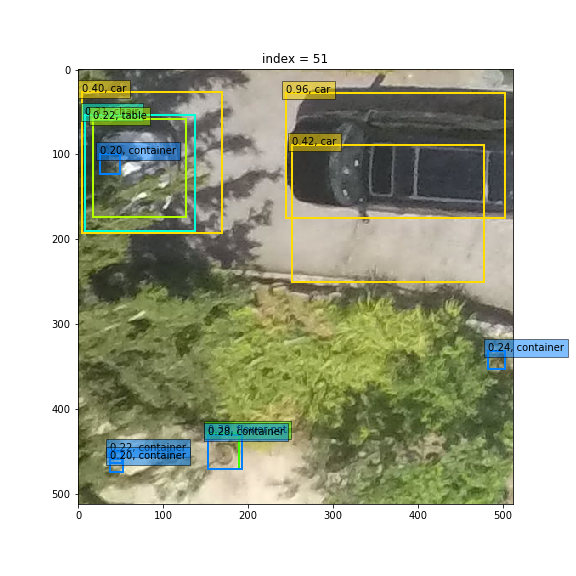 index = 51
0.40, car
0.96, car
0.22, table
0.42, car
0.20, container
0.24, container
0.28, container
0.22, container
0.20, container
0
100
200
300
400
500
0
100
200
300
400
500